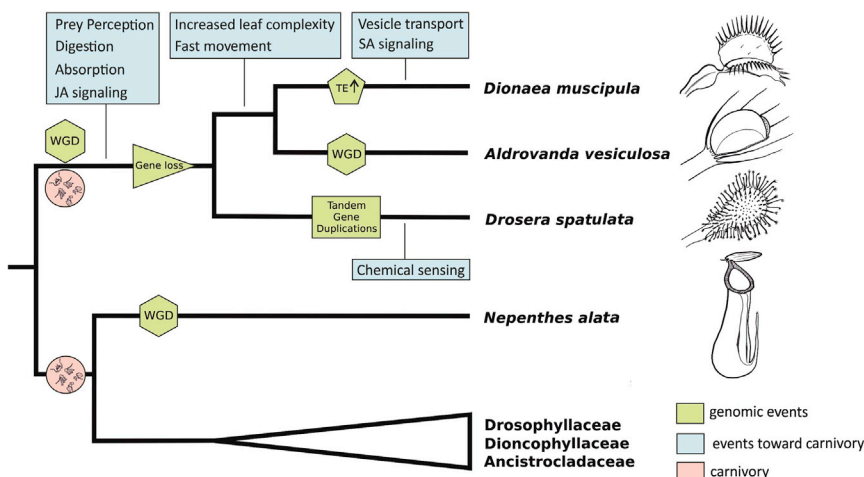 Prey Perception
Digestion
Absorption
JA signaling
Increased leaf complexity
Fast movement
Vesicle transport
SA signaling
TE↑
Dionaea muscipula
WGD
Gene loss
WGD
Aldrovanda vesiculosa
Tandem
Gene
Duplications
Drosera spatulata
Chemical sensing
WGD
Nepenthes alata
Drosophyllaceae
Dioncophyllaceae
Ancistrocladaceae
genomic events
events toward carnivory
carnivory